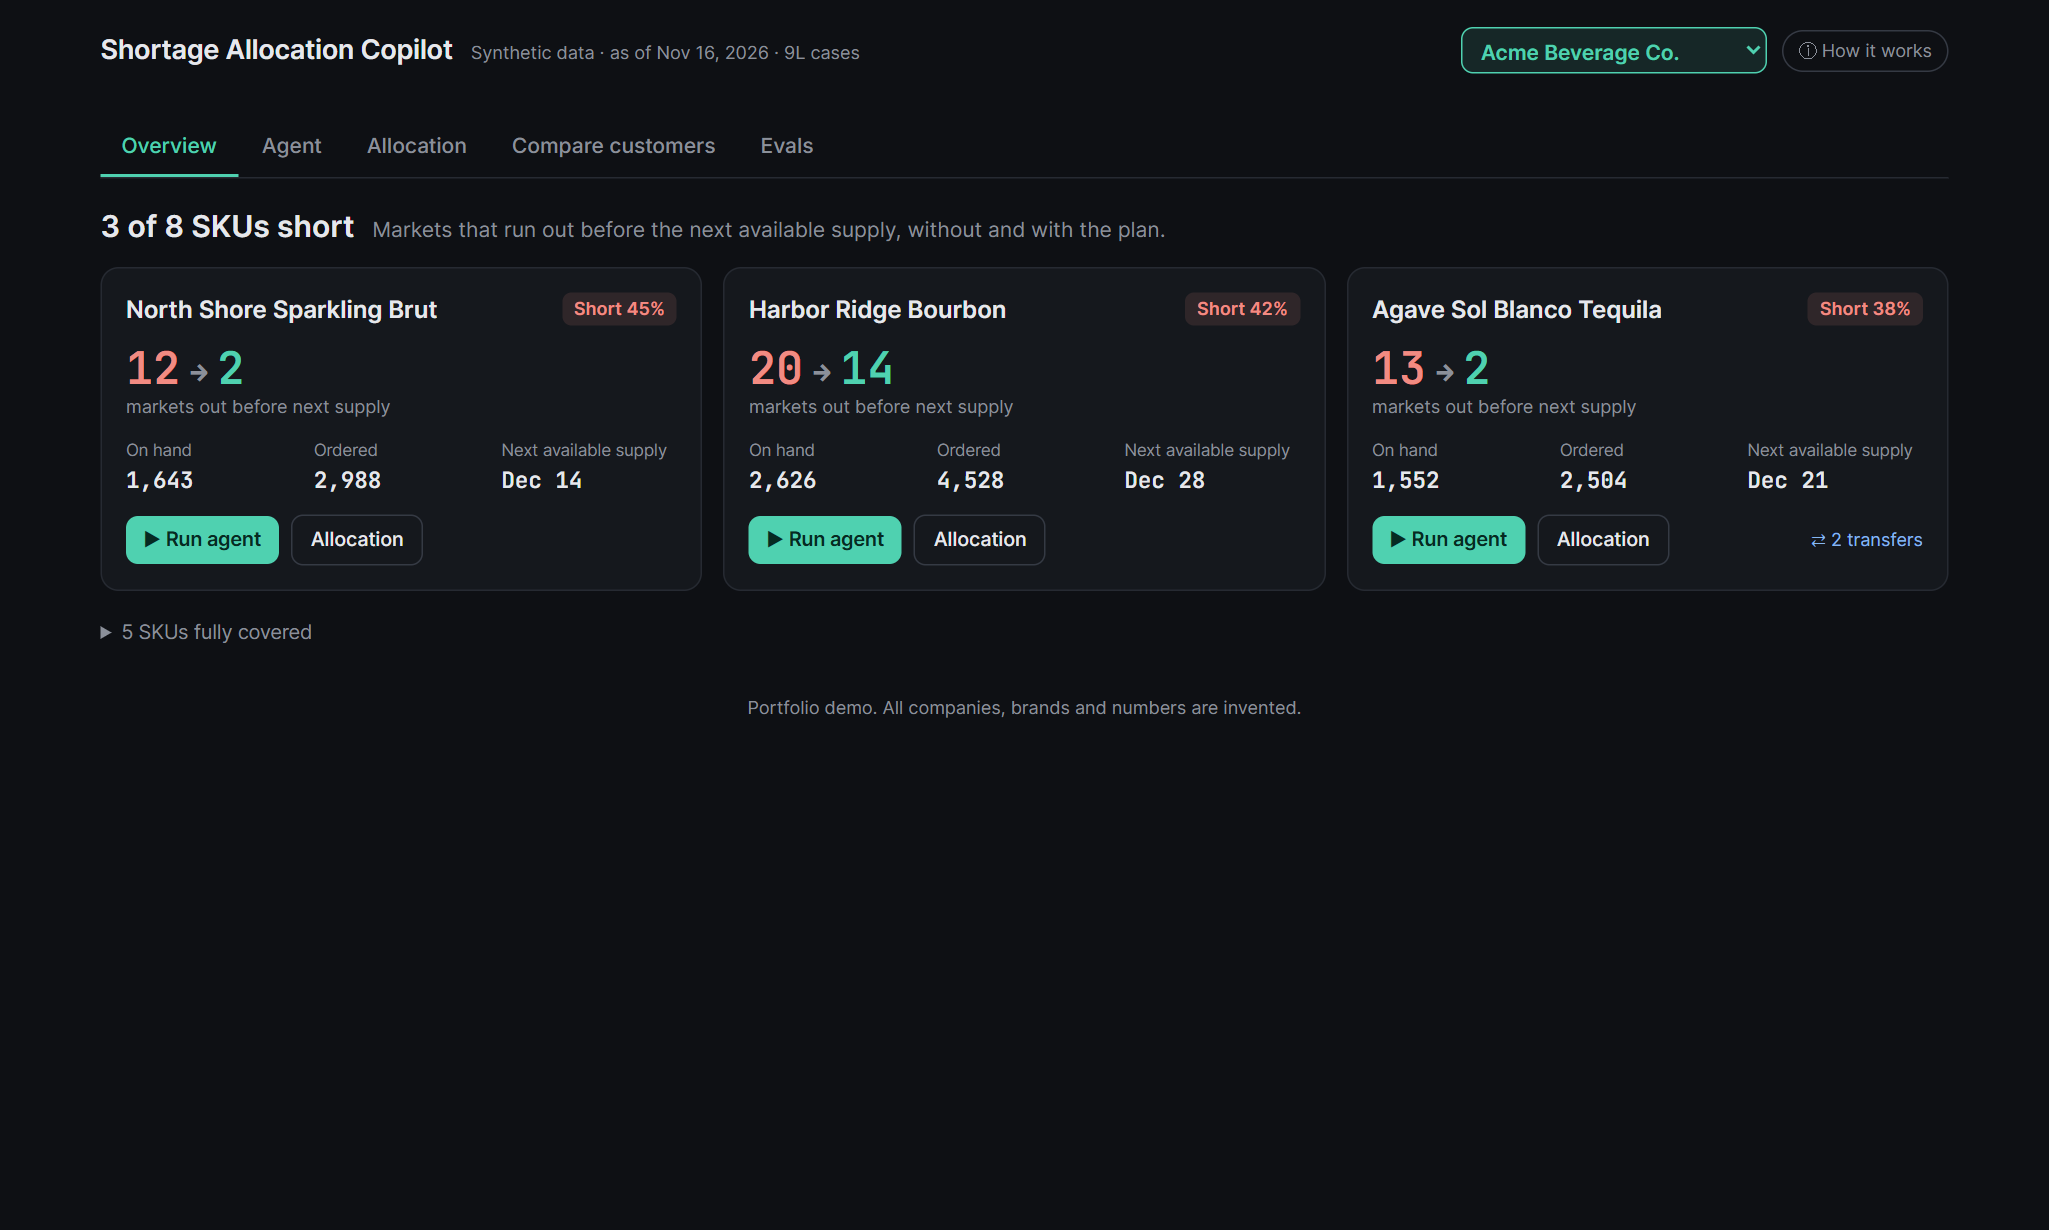 Shortage Allocation Copilot Synthetic data · as of Nov 16, 2026 · 9L cases
Acme Beverage Co.
ⓘ How it works
Overview Agent Allocation Compare customers Evals
3 of 8 SKUs short Markets that run out before the next available supply, without and with the plan.
North Shore Sparkling Brut Short 45%
12 → 2
markets out before next supply
On hand Ordered Next available supply
1,643 2,988 Dec 14
▶ Run agent Allocation
Harbor Ridge Bourbon Short 42%
20 → 14
markets out before next supply
On hand Ordered Next available supply
2,626 4,528 Dec 28
▶ Run agent Allocation
Agave Sol Blanco Tequila Short 38%
13 → 2
markets out before next supply
On hand Ordered Next available supply
1,552 2,504 Dec 21
▶ Run agent Allocation ⇄ 2 transfers
▶ 5 SKUs fully covered
Portfolio demo. All companies, brands and numbers are invented.